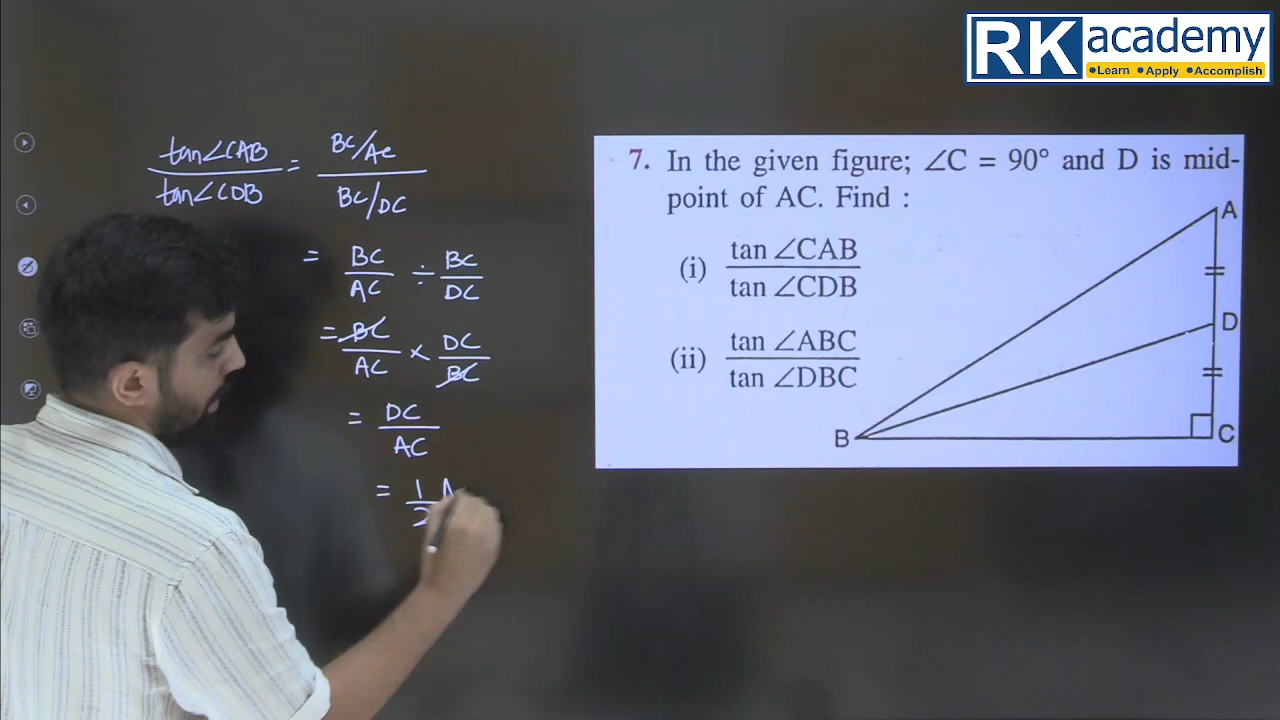 RK academy
•Learn •Apply •Accomplish
tan∠CAB / tan∠CDB = BC/AC / BC/DC
= BC/AC ÷ BC/DC
= BC/AC × DC/BC
= DC/AC
= 1/2
7. In the given figure; ∠C = 90° and D is mid-
point of AC. Find :
(i) tan ∠CAB / tan ∠CDB
(ii) tan ∠ABC / tan ∠DBC
A
D
B
C